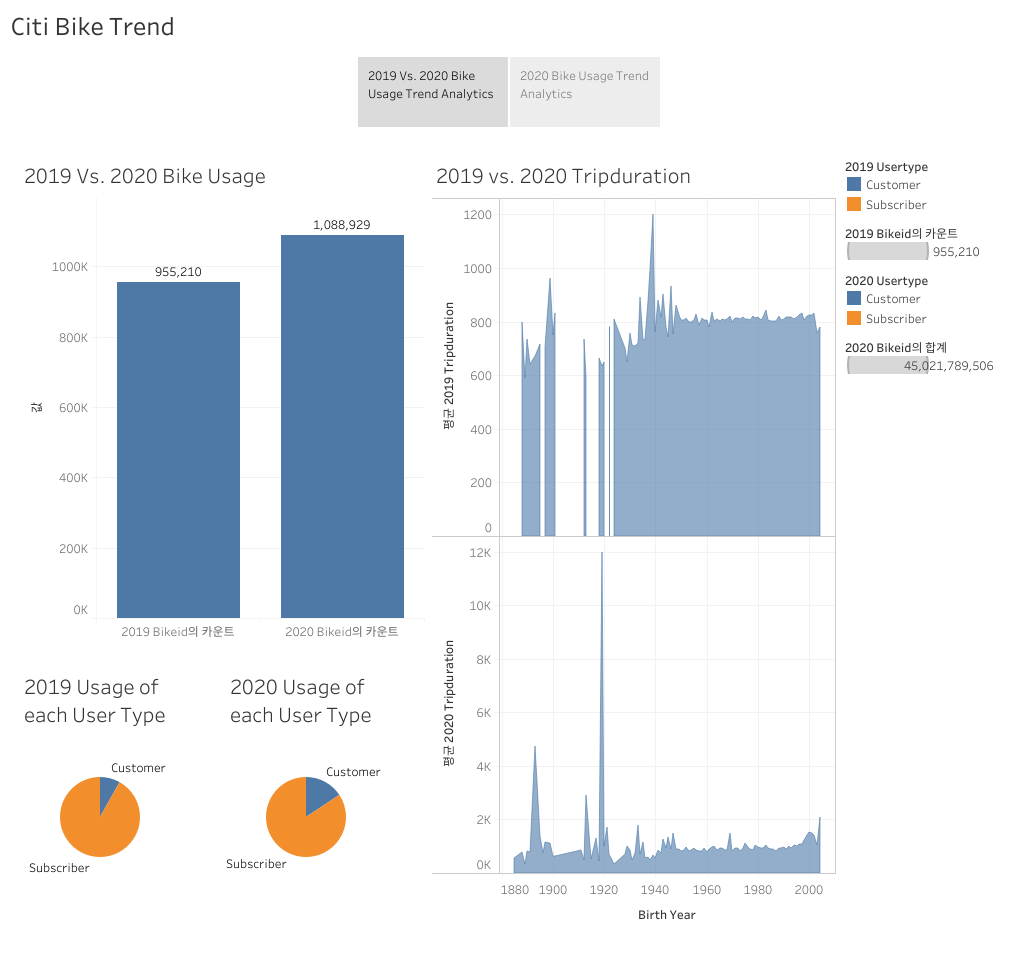 Citi Bike Trend
2019 Vs. 2020 Bike
Usage Trend Analytics
2020 Bike Usage Trend
Analytics
2019 Vs. 2020 Bike Usage
955,210
1,088,929
1000K
800K
600K
400K
200K
0K
값
2019 Bikeid의 카운트
2020 Bikeid의 카운트
2019 Usage of
each User Type
Customer
Subscriber
2020 Usage of
each User Type
Customer
Subscriber
2019 vs. 2020 Tripduration
평균 2019 Tripduration
1200
1000
800
600
400
200
0
평균 2020 Tripduration
12K
10K
8K
6K
4K
2K
0K
1880
1900
1920
1940
1960
1980
2000
Birth Year
2019 Usertype
Customer
Subscriber
2019 Bikeid의 카운트
955,210
2020 Usertype
Customer
Subscriber
2020 Bikeid의 합계
45,021,789,506